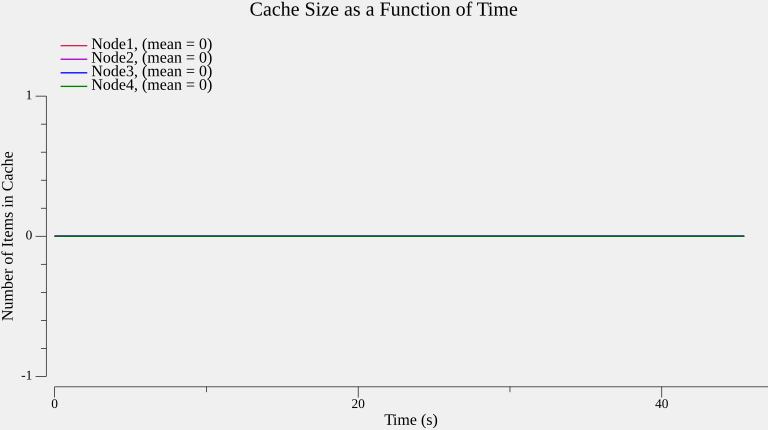 Cache Size as a Function of Time
Node1, (mean = 0)
Node2, (mean = 0)
Node3, (mean = 0)
Node4, (mean = 0)
1
0
-1
Number of Items in Cache
0
20
40
Time (s)